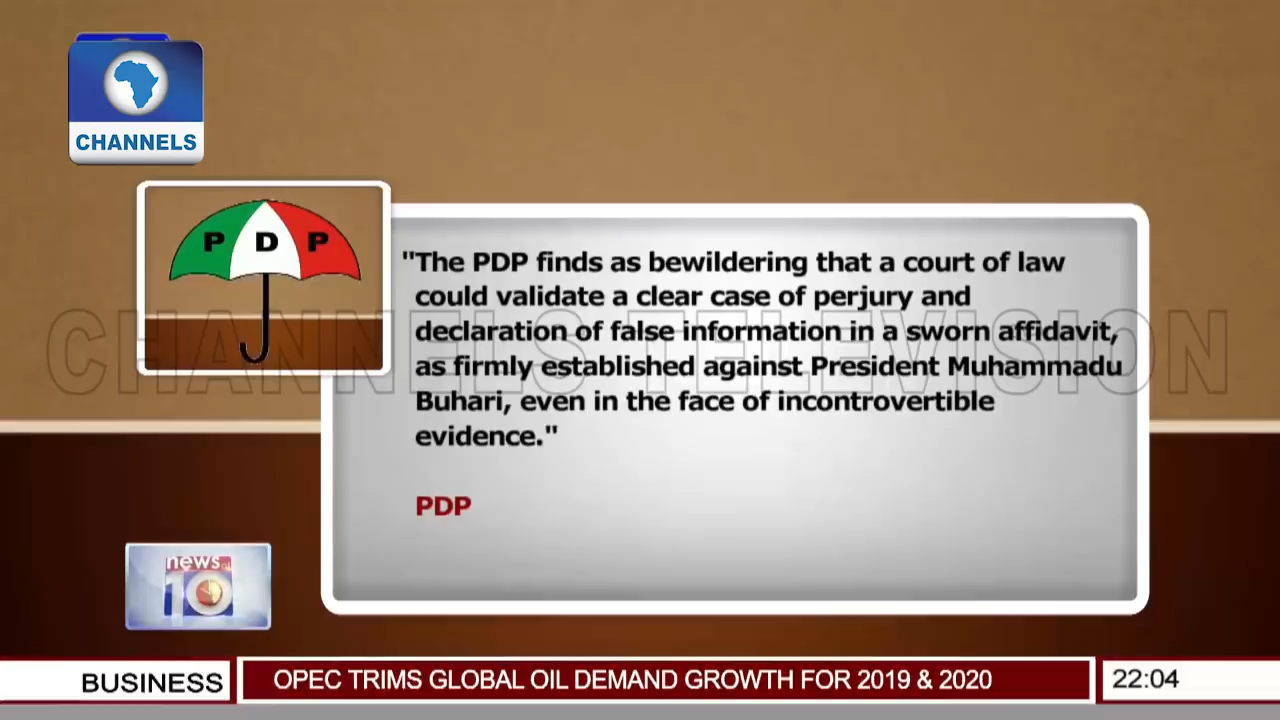 CHANNELS
P D P
"The PDP finds as bewildering that a court of law
could validate a clear case of perjury and
declaration of false information in a sworn affidavit,
as firmly established against President Muhammadu
Buhari, even in the face of incontrovertible
evidence."
PDP
CHANNELS TELEVISION
news at
10
BUSINESS
OPEC TRIMS GLOBAL OIL DEMAND GROWTH FOR 2019 & 2020
22:04